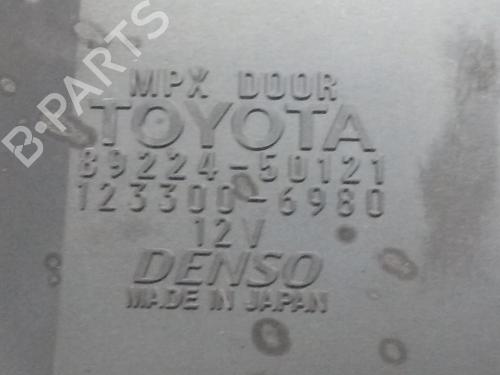 B-PARTS
MPX DOOR
TOYOTA
89224-50121
123300-6980
12V
DENSO
MADE IN JAPAN